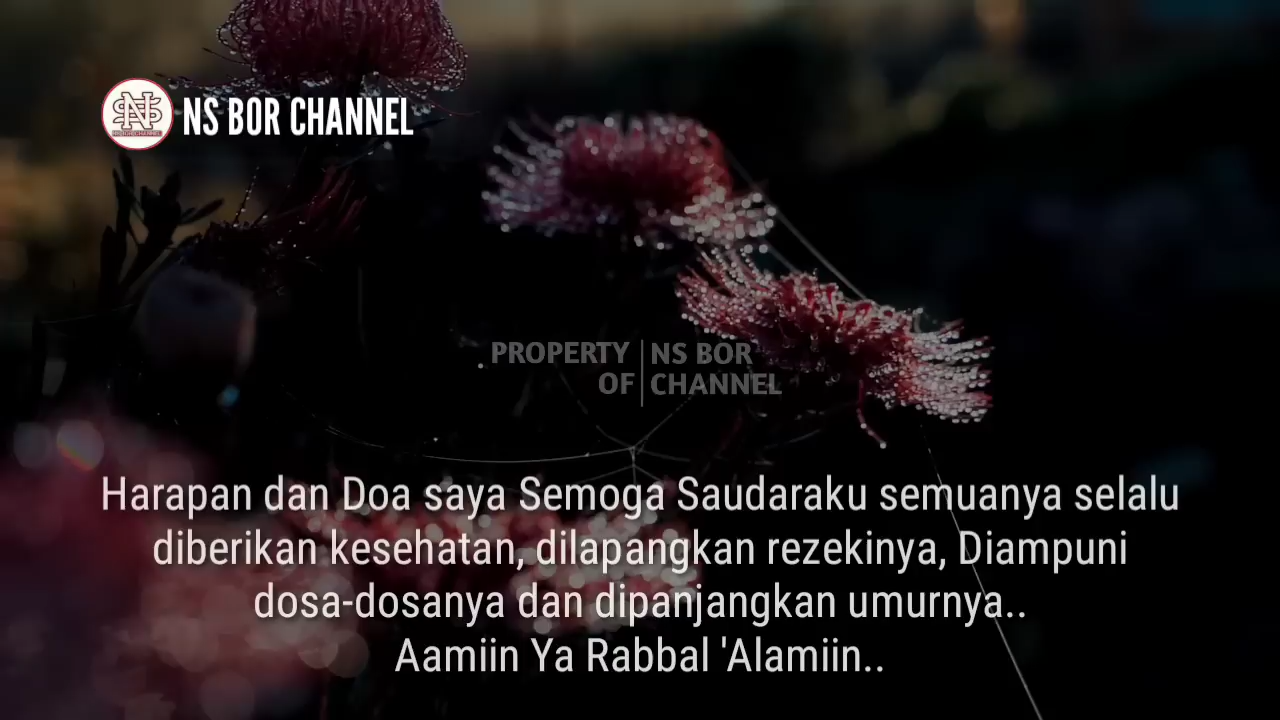 NS BOR CHANNEL
PROPERTY OF
NS BOR CHANNEL
Harapan dan Doa saya Semoga Saudaraku semuanya selalu
diberikan kesehatan, dilapangkan rezekinya, Diampuni
dosa-dosanya dan dipanjangkan umurnya..
Aamiin Ya Rabbal 'Alamiin..